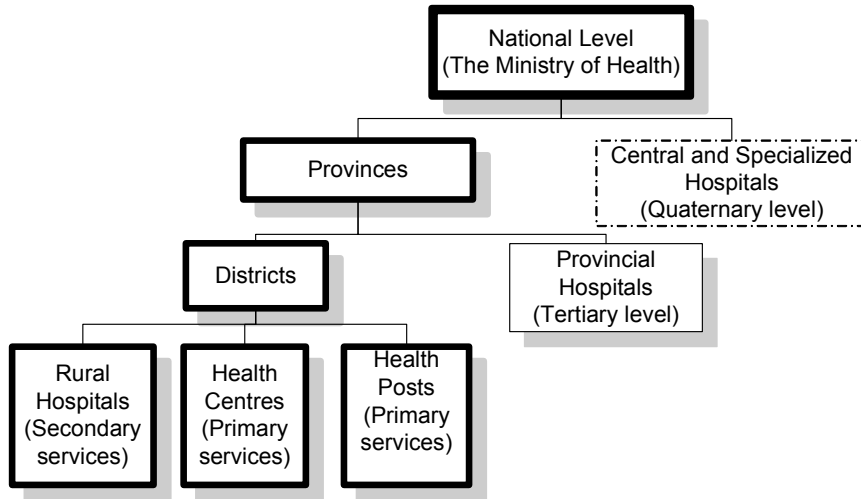 National Level
(The Ministry of Health)
Provinces
Central and Specialized
Hospitals
(Quaternary level)
Districts
Provincial
Hospitals
(Tertiary level)
Rural
Hospitals
(Secondary
services)
Health
Centres
(Primary
services)
Health
Posts
(Primary
services)